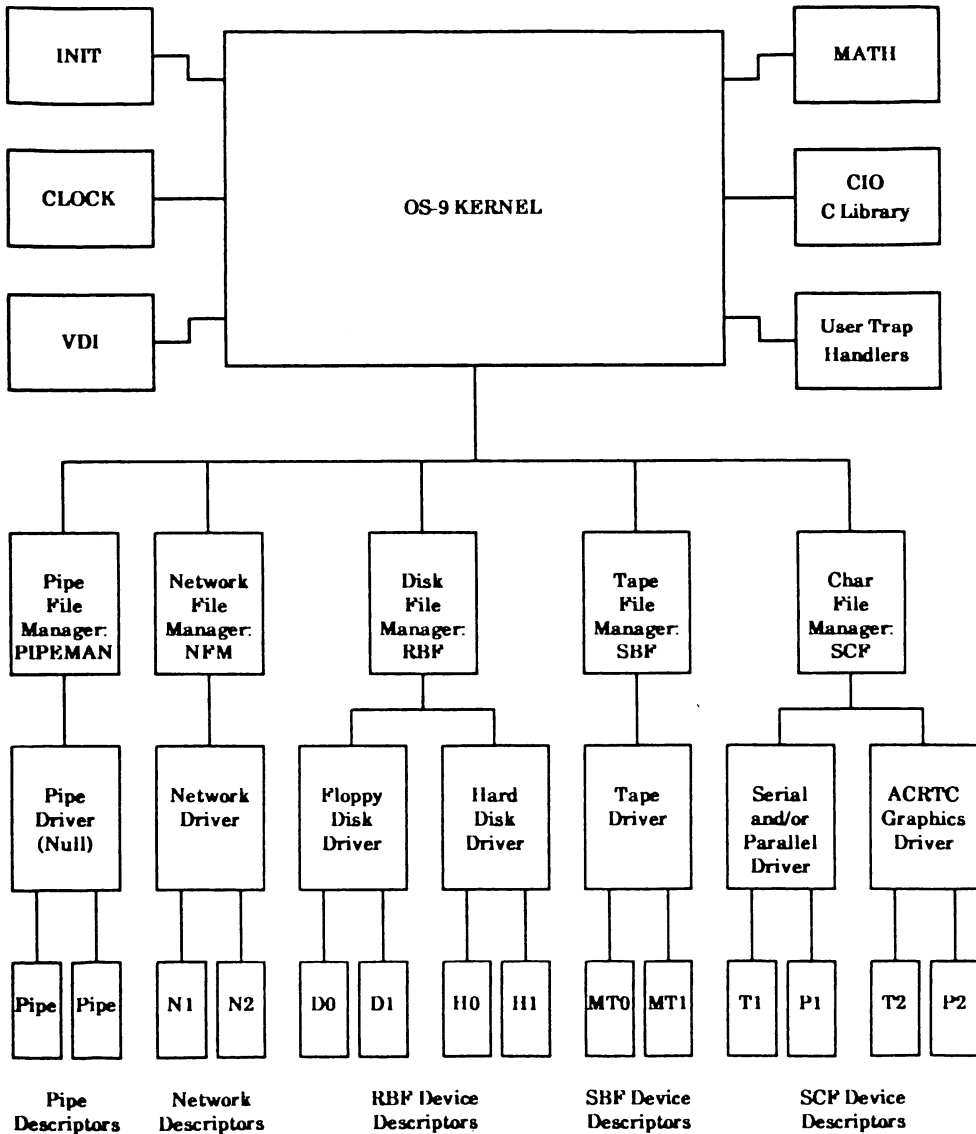 INIT
MATH
CLOCK
OS-9 KERNEL
CIO
C Library
VDI
User Trap
Handlers
Pipe
File
Manager:
PIPEMAN
Network
File
Manager:
NFM
Disk
File
Manager:
RBF
Tape
File
Manager:
SBF
Char
File
Manager:
SCF
Pipe
Driver
(Null)
Network
Driver
Floppy
Disk
Driver
Hard
Disk
Driver
Tape
Driver
Serial
and/or
Parallel
Driver
ACRTC
Graphics
Driver
Pipe
Pipe
N1
N2
D0
D1
H0
H1
MT0
MT1
T1
P1
T2
P2
Pipe
Descriptors
Network
Descriptors
RBF Device
Descriptors
SBF Device
Descriptors
SCF Device
Descriptors